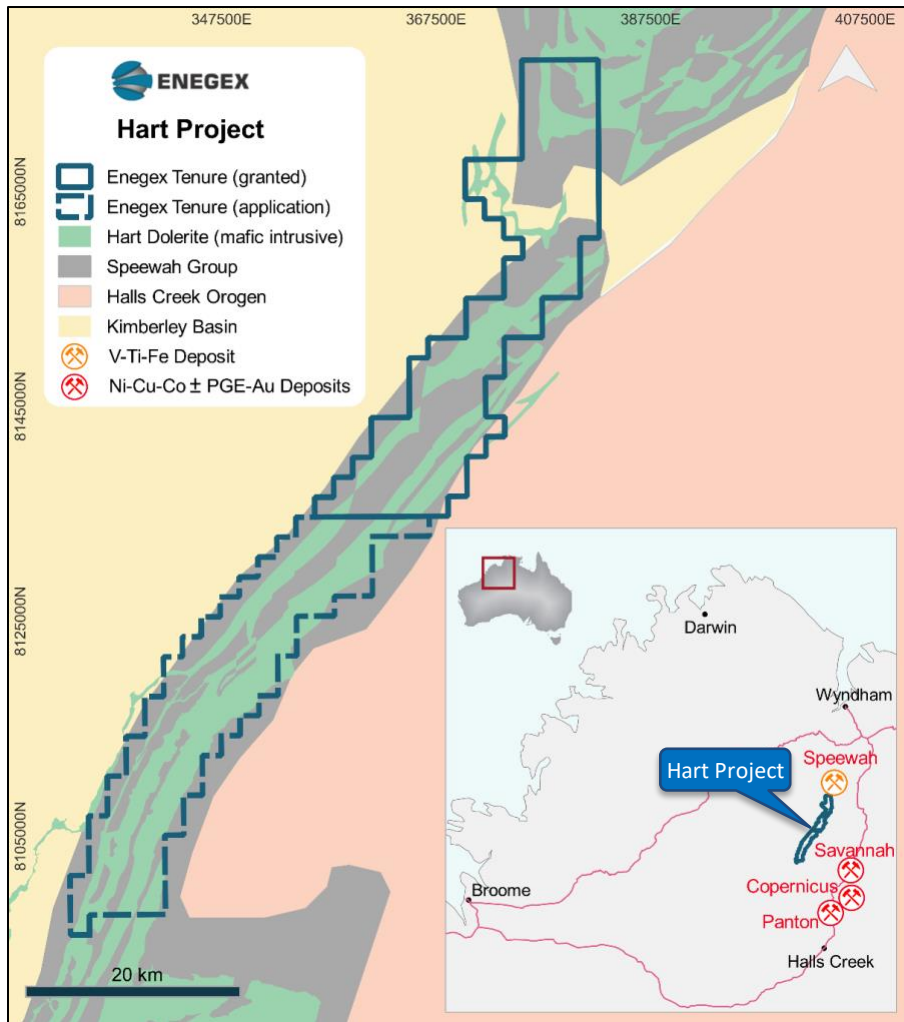 347500E
367500E
387500E
407500E
ENEGEX
Hart Project
Enegex Tenure (granted)
Enegex Tenure (application)
Hart Dolerite (mafic intrusive)
Speewah Group
Halls Creek Orogen
Kimberley Basin
V-Ti-Fe Deposit
Ni-Cu-Co ± PGE-Au Deposits
8165000N
8145000N
8125000N
8105000N
20 km
Darwin
Wyndham
Speewah
Hart Project
Savannah
Copernicus
Broome
Panton
Halls Creek